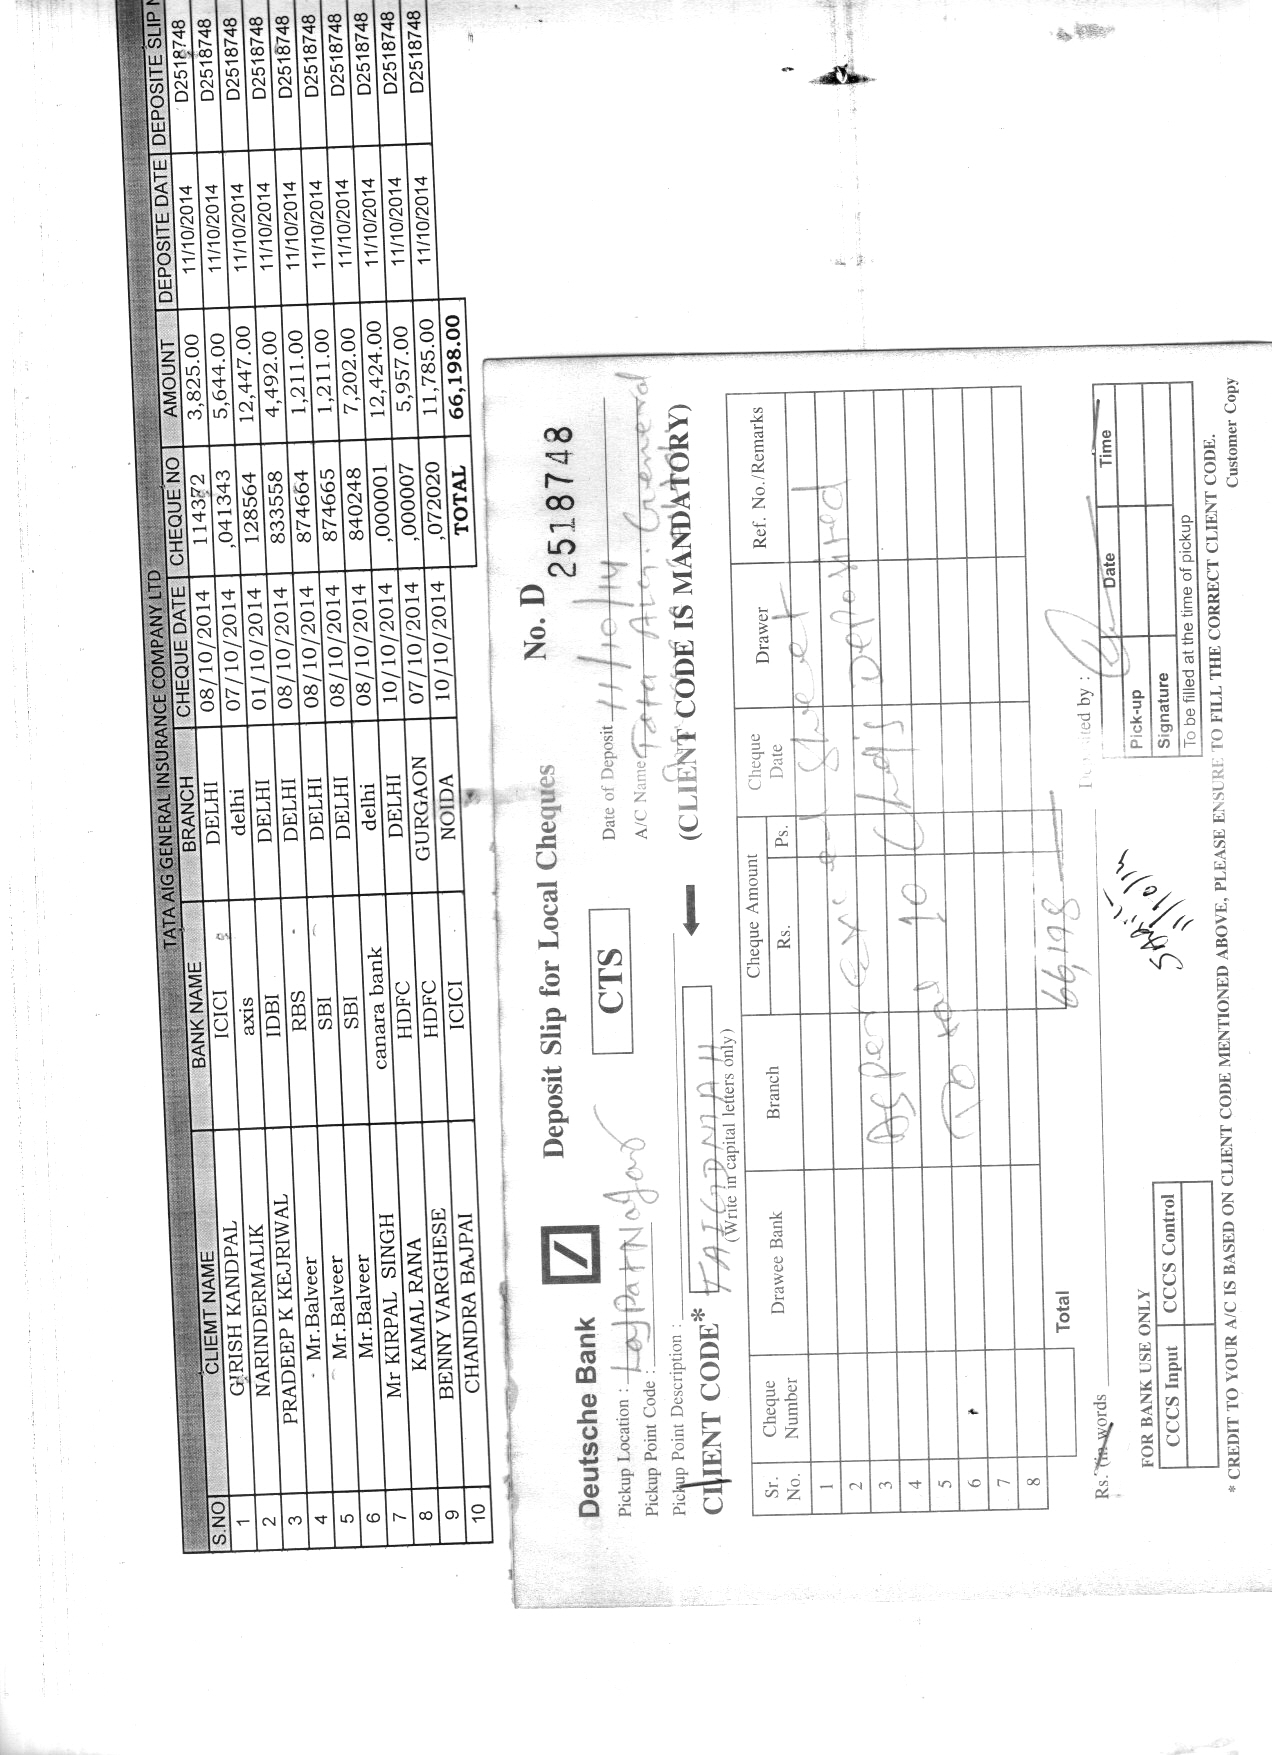 TATA AIG GENERAL INSURANCE COMPANY LTD
S.NO CLIEMT NAME BANK NAME BRANCH CHEQUE DATE CHEQUE NO AMOUNT DEPOSITE DATE DEPOSITE SLIP
1 GIRISH KANDPAL ICICI DELHI 08/10/2014 114372 3,825.00 11/10/2014 D2518748
2 NARINDERMALIK axis delhi 07/10/2014 ,041343 5,644.00 11/10/2014 D2518748
3 PRADEEP K KEJRIWAL IDBI DELHI 01/10/2014 128564 12,447.00 11/10/2014 D2518748
4 Mr.Balveer RBS DELHI 08/10/2014 833558 4,492.00 11/10/2014 D2518748
5 Mr.Balveer SBI DELHI 08/10/2014 874664 1,211.00 11/10/2014 D2518748
6 Mr.Balveer SBI DELHI 08/10/2014 874665 1,211.00 11/10/2014 D2518748
7 Mr KIRPAL SINGH canara bank delhi 08/10/2014 840248 7,202.00 11/10/2014 D2518748
8 KAMAL RANA HDFC DELHI 10/10/2014 ,000001 12,424.00 11/10/2014 D2518748
9 BENNY VARGHESE HDFC GURGAON 07/10/2014 ,000007 5,957.00 11/10/2014 D2518748
10 CHANDRA BAJPAI ICICI NOIDA 10/10/2014 ,072020 11,785.00 11/10/2014 D2518748
TOTAL 66,198.00
Deutsche Bank Deposit Slip for Local Cheques No. D 2518748
Pickup Location : Lajpat Nagar CTS Date of Deposit 11/10/14
Pickup Point Code : A/C Name Tata AIG General
Pickup Point Description :
CLIENT CODE* TAIGDMAH (CLIENT CODE IS MANDATORY)
(Write in capital letters only)
Sr. No. Cheque Number Drawee Bank Branch Cheque Amount Rs. Ps. Cheque Date Drawer Ref. No./Remarks
1
2
3 As per excel sheet
4
5 Total 10 Chq's Deposited
6
7
8
Total 66,198
Rs. (in words
ited by :
Pick-up Date Time
Signature
To be filled at the time of pickup
11/10/14
FOR BANK USE ONLY
CCCS Input CCCS Control
* CREDIT TO YOUR A/C IS BASED ON CLIENT CODE MENTIONED ABOVE, PLEASE ENSURE TO FILL THE CORRECT CLIENT CODE.
Customer Copy